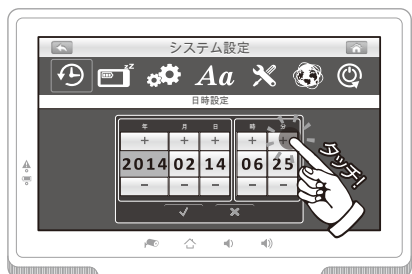 システム設定
z z
Aa
日時設定
年 月 日 時 分
+ + + + +
2014 02 14 06 25
− − − − −
タッチ!